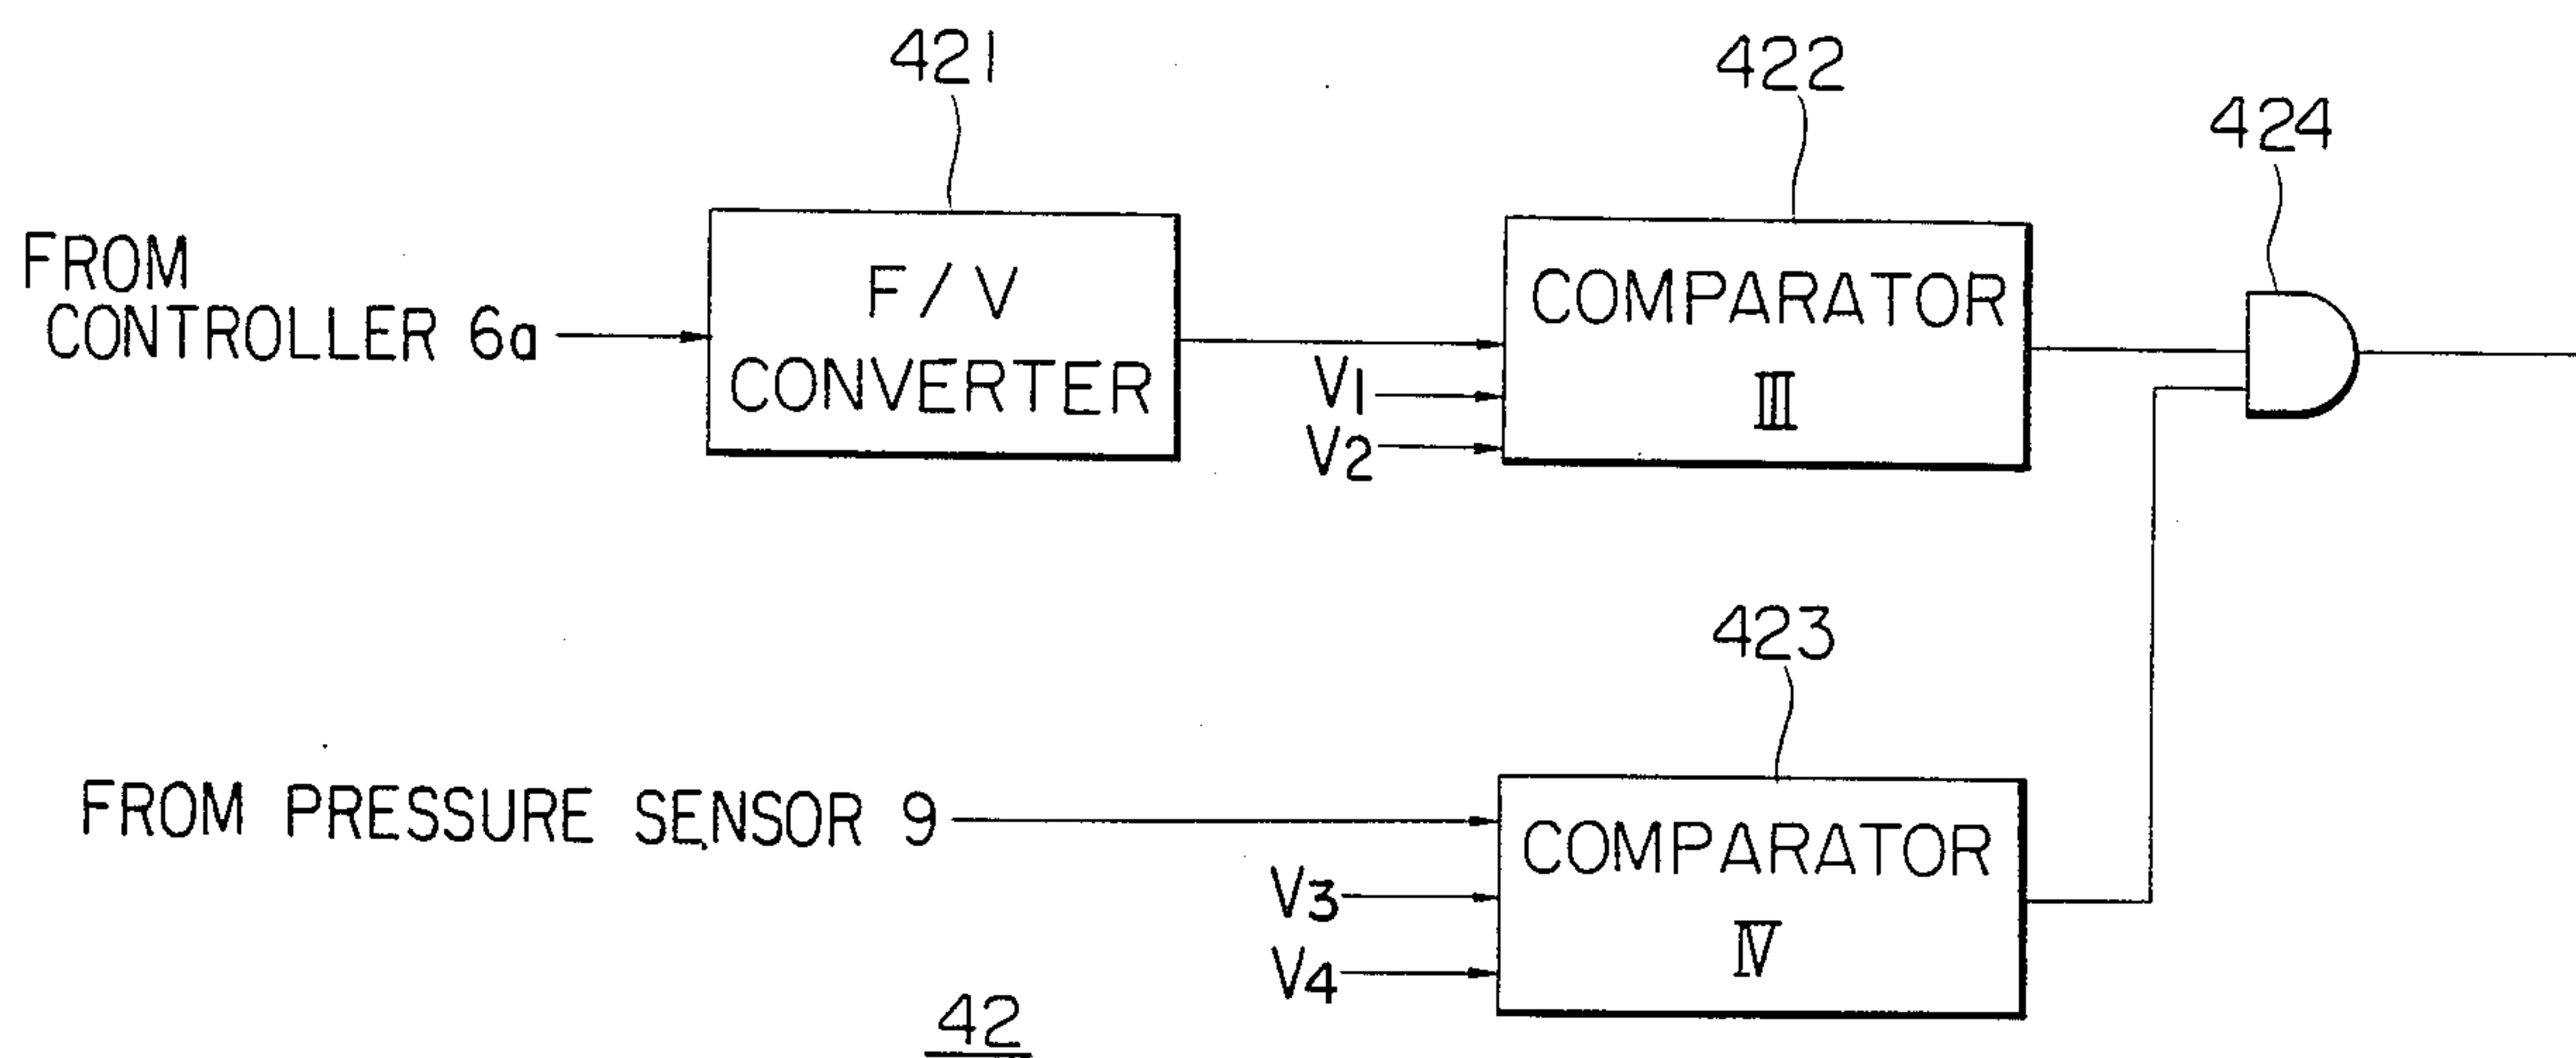 421
422
424
FROM
CONTROLLER 6a
F/V
CONVERTER
COMPARATOR
III
V1
V2
423
FROM PRESSURE SENSOR 9
COMPARATOR
IV
V3
V4
42